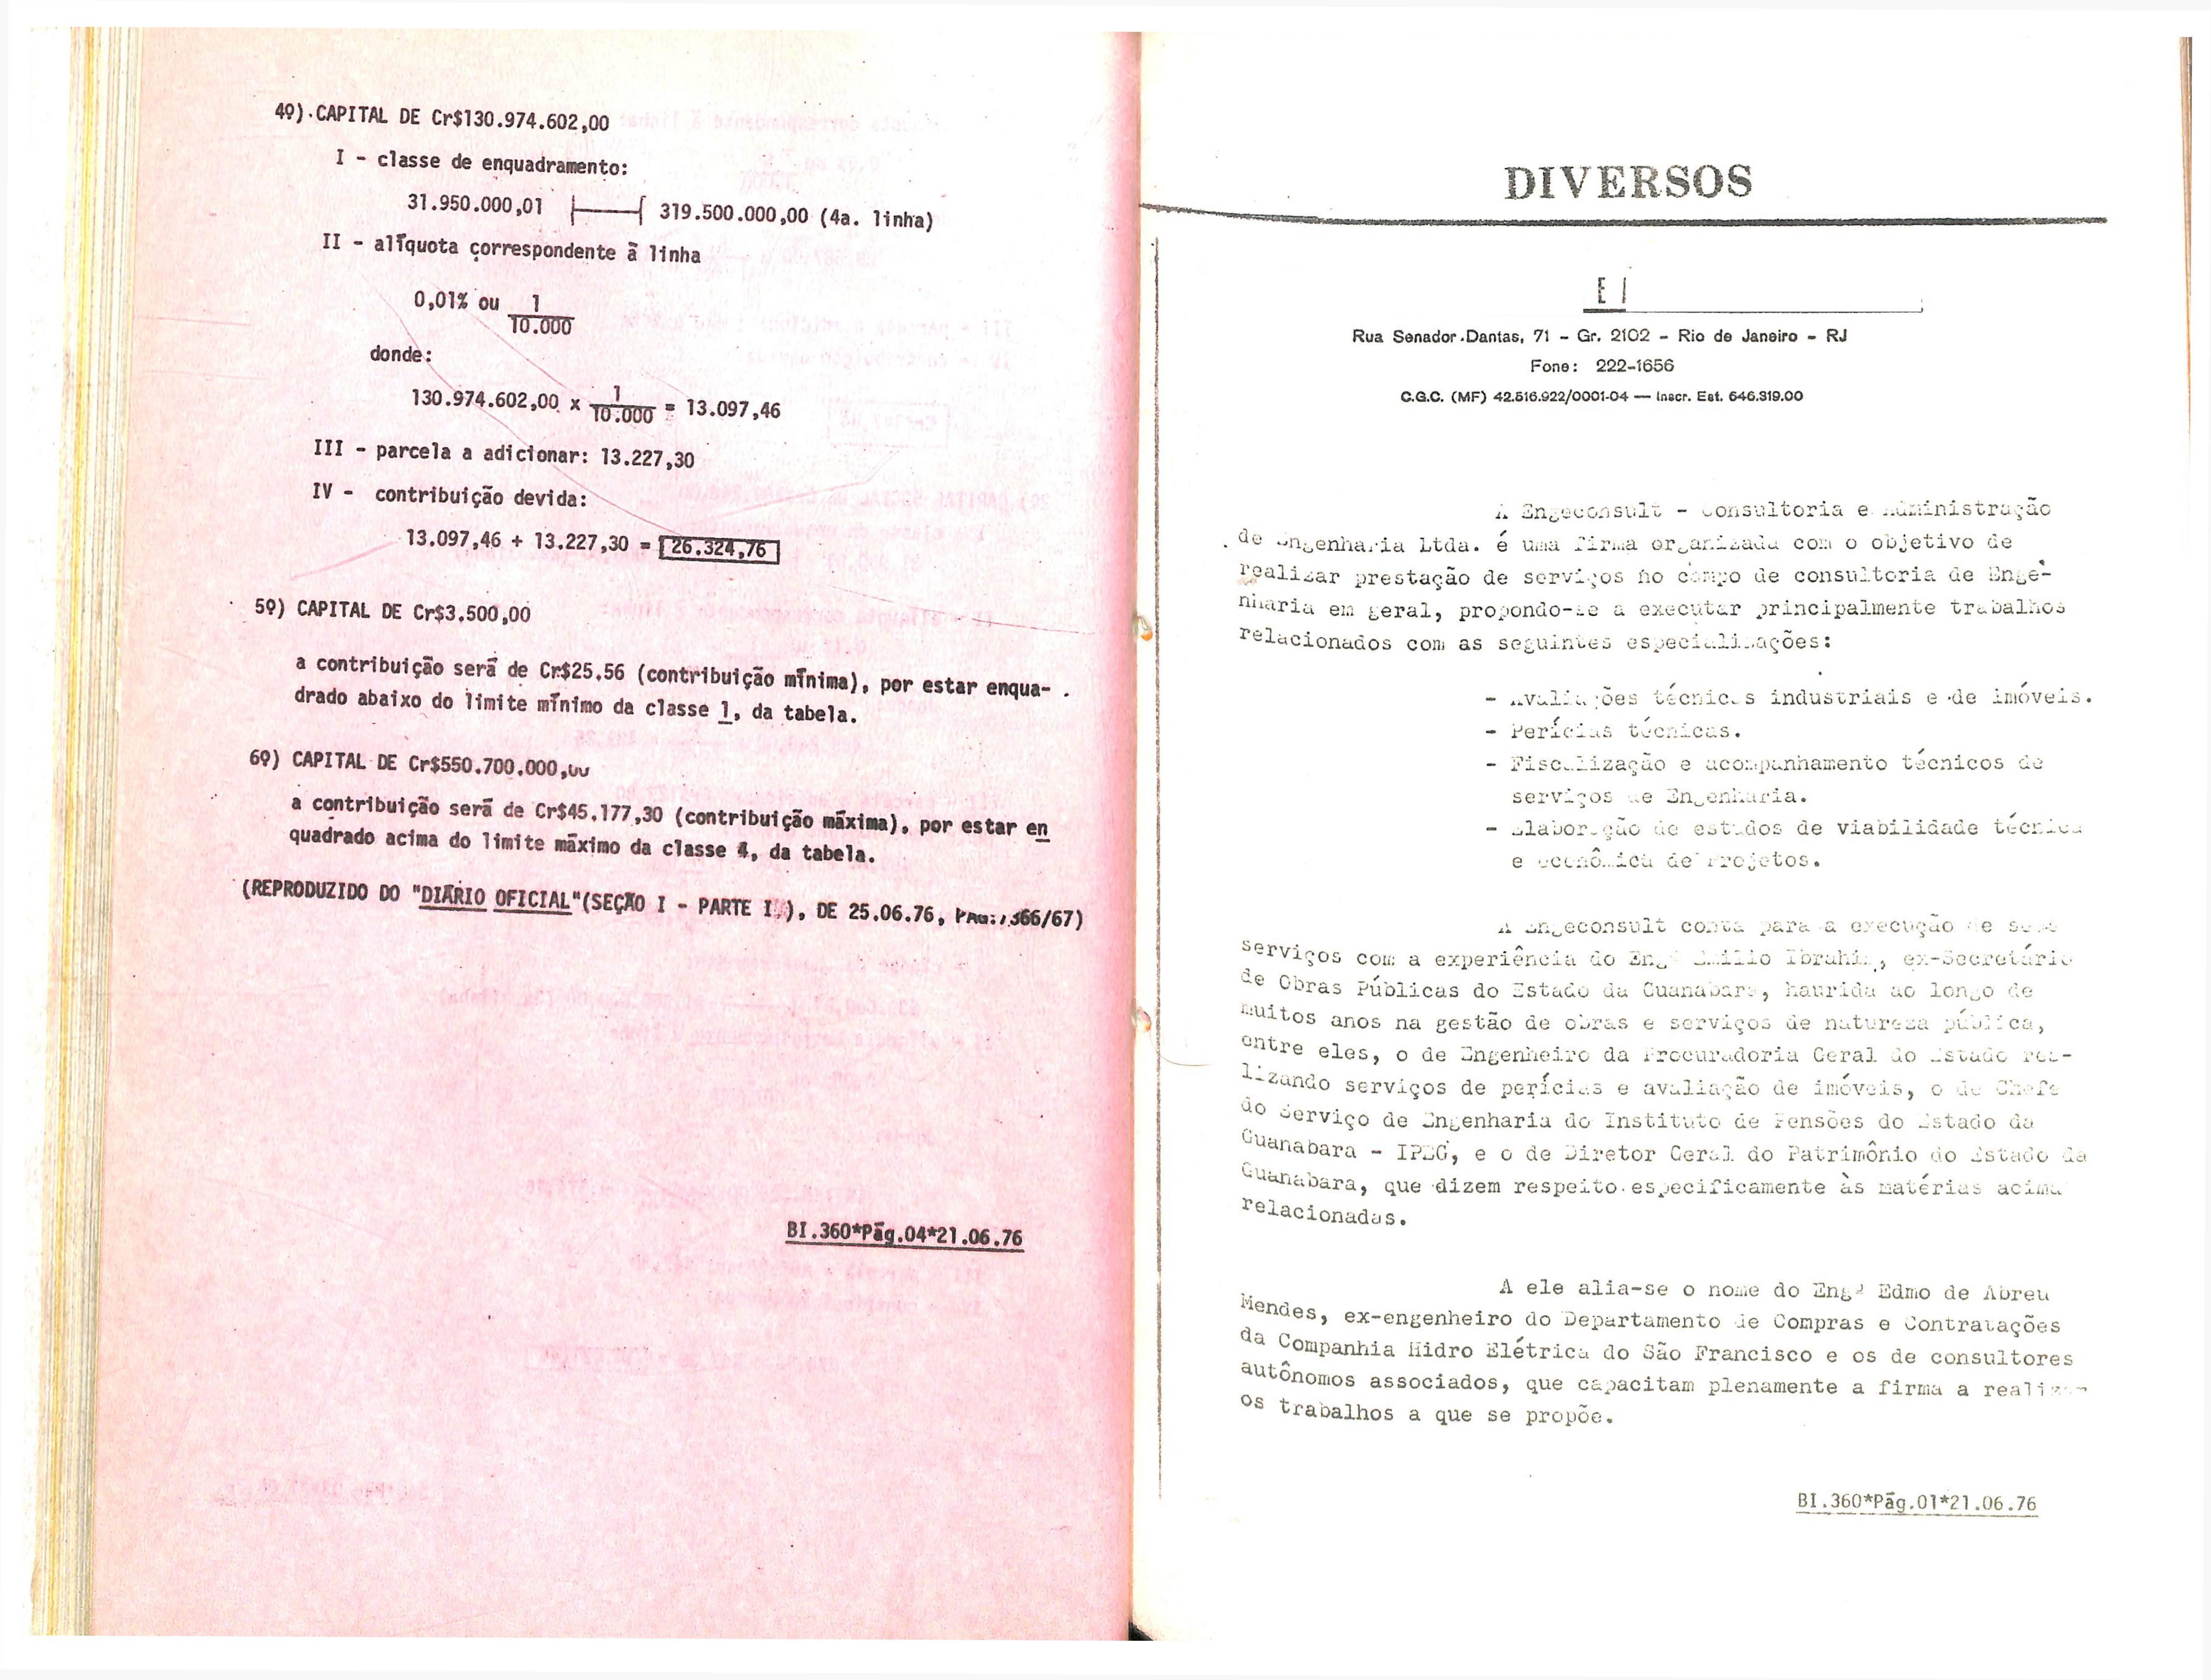 4º). CAPITAL DE Cr$130.974.602,00
I - classe de enquadramento:
31.950.000,01 319.500.000,00 (4a. linha)
II - alíquota correspondente ã linha
0,01% ou 1
10.000
donde:
130.974.602,00 x 1 = 13.097,46
10.000
III - parcela a adicionar: 13.227,30
IV - contribuição devida:
13.097,46 + 13.227,30 = 26.324,76
5º) CAPITAL DE Cr$3.500,00
a contribuição serã de Cr$25,56 (contribuição mínima), por estar enqua-
drado abaixo do limite mínimo da classe 1, da tabela.
6º) CAPITAL DE Cr$550.700.000,00
a contribuição serã de Cr$45.177,30 (contribuição mãxima), por estar en
quadrado acima do limite mãximo da classe 4, da tabela.
(REPRODUZIDO DO "DIÃRIO OFICIAL"(SEÇÃO I - PARTE I ), DE 25.06.76, 366/67)
BI.360*Pãg.04*21.06.76
DIVERSOS
E
Rua Senador Dantas, 71 - Gr. 2102 - Rio de Janeiro - RJ
Fone: 222-1656
C.G.C. (MF) 42.516.922/0001-04 — Inscr. Est. 646.319.00
A Engeconsult - Consultoria e Administração
de Engenharia Ltda. é uma firma organizada com o objetivo de
realizar prestação de serviços no campo de consultoria de Enge-
nharia em geral, propondo-se a executar principalmente trabalhos
relacionados com as seguintes especializações:
- Avaliações técnicas industriais e de imóveis.
- Perícias técnicas.
- Fiscalização e acompanhamento técnicos de
serviços de Engenharia.
- Elaboração de estudos de viabilidade técnica
e econômica de Projetos.
A Engeconsult conta para a execução de seus
serviços com a experiência do Engº Emilio Ibrahim, ex-Secretário
de Obras Públicas do Estado da Guanabara, haurida ao longo de
muitos anos na gestão de obras e serviços de natureza pública,
entre eles, o de Engenheiro da Procuradoria Geral do Estado rea-
lizando serviços de perícias e avaliação de imóveis, o de Chefe
do Serviço de Engenharia do Instituto de Pensões do Estado da
Guanabara - IPEG, e o de Diretor Geral do Patrimônio do Estado da
Guanabara, que dizem respeito especificamente às matérias acima
relacionadas.
A ele alia-se o nome do Engº Edmo de Abreu
Mendes, ex-engenheiro do Departamento de Compras e Contratações
da Companhia Hidro Elétrica do São Francisco e os de consultores
autônomos associados, que capacitam plenamente a firma a realizar
os trabalhos a que se propõe.
BI.360*Pãg.01*21.06.76